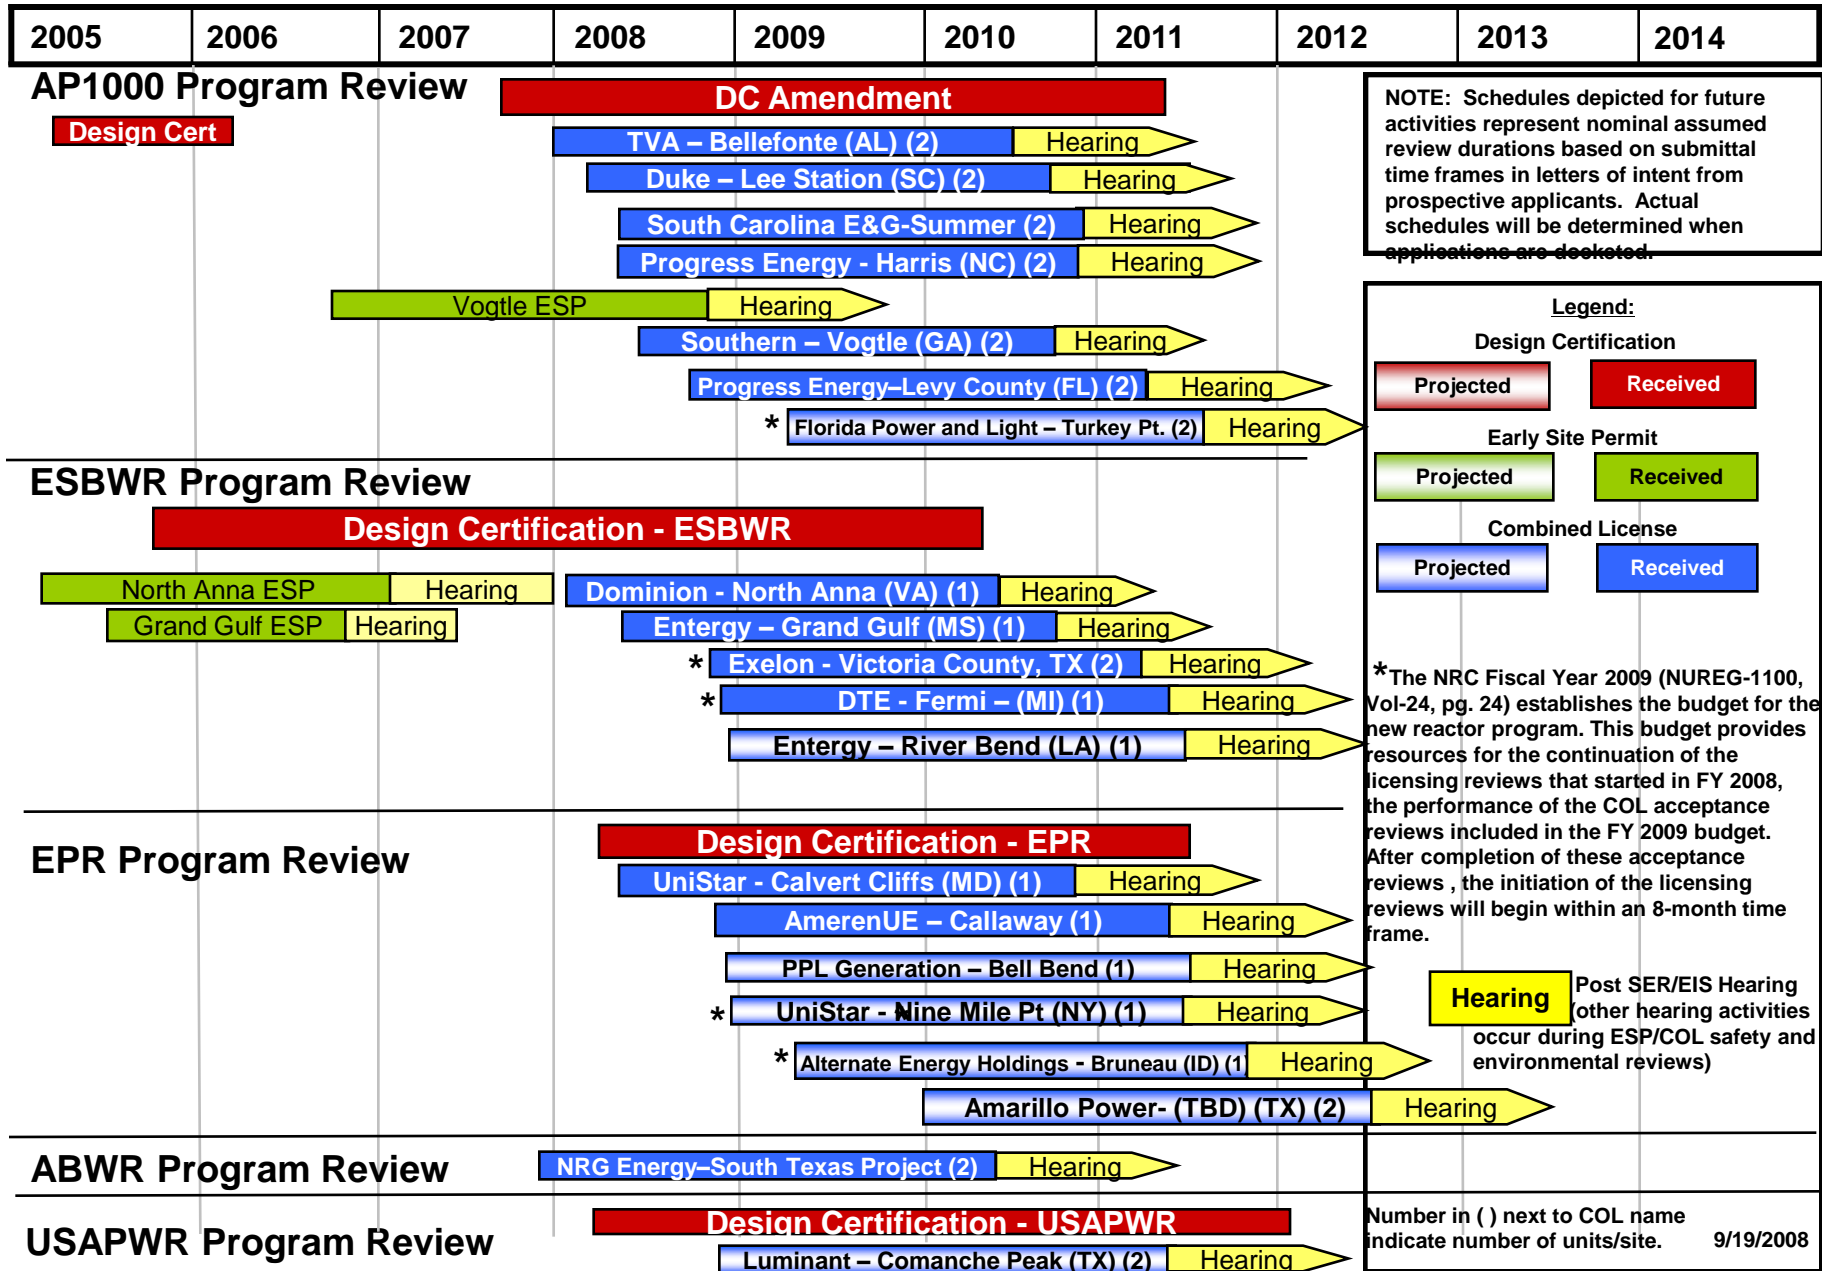 2005 2006 2007 2008 2009 2010 2011 2012 2013 2014
AP1000 Program Review
DC Amendment
Design Cert
TVA – Bellefonte (AL) (2) Hearing
Duke – Lee Station (SC) (2) Hearing
South Carolina E&G-Summer (2) Hearing
Progress Energy - Harris (NC) (2) Hearing
Vogtle ESP Hearing
Southern – Vogtle (GA) (2) Hearing
Progress Energy–Levy County (FL) (2) Hearing
* Florida Power and Light – Turkey Pt. (2) Hearing
ESBWR Program Review
Design Certification - ESBWR
North Anna ESP Hearing Dominion - North Anna (VA) (1) Hearing
Grand Gulf ESP Hearing Entergy – Grand Gulf (MS) (1) Hearing
* Exelon - Victoria County, TX (2) Hearing
* DTE - Fermi – (MI) (1) Hearing
Entergy – River Bend (LA) (1) Hearing
EPR Program Review
Design Certification - EPR
UniStar - Calvert Cliffs (MD) (1) Hearing
AmerenUE – Callaway (1) Hearing
PPL Generation – Bell Bend (1) Hearing
* UniStar - Nine Mile Pt (NY) (1) Hearing
* Alternate Energy Holdings - Bruneau (ID) (1) Hearing
Amarillo Power- (TBD) (TX) (2) Hearing
ABWR Program Review
NRG Energy–South Texas Project (2) Hearing
USAPWR Program Review
Design Certification - USAPWR
Luminant – Comanche Peak (TX) (2) Hearing
NOTE: Schedules depicted for future
activities represent nominal assumed
review durations based on submittal
time frames in letters of intent from
prospective applicants. Actual
schedules will be determined when
applications are docketed.
Legend:
Design Certification
Projected Received
Early Site Permit
Projected Received
Combined License
Projected Received
*The NRC Fiscal Year 2009 (NUREG-1100,
Vol-24, pg. 24) establishes the budget for the
new reactor program. This budget provides
resources for the continuation of the
licensing reviews that started in FY 2008,
the performance of the COL acceptance
reviews included in the FY 2009 budget.
After completion of these acceptance
reviews , the initiation of the licensing
reviews will begin within an 8-month time
frame.
Hearing Post SER/EIS Hearing
(other hearing activities
occur during ESP/COL safety and
environmental reviews)
Number in ( ) next to COL name
indicate number of units/site. 9/19/2008